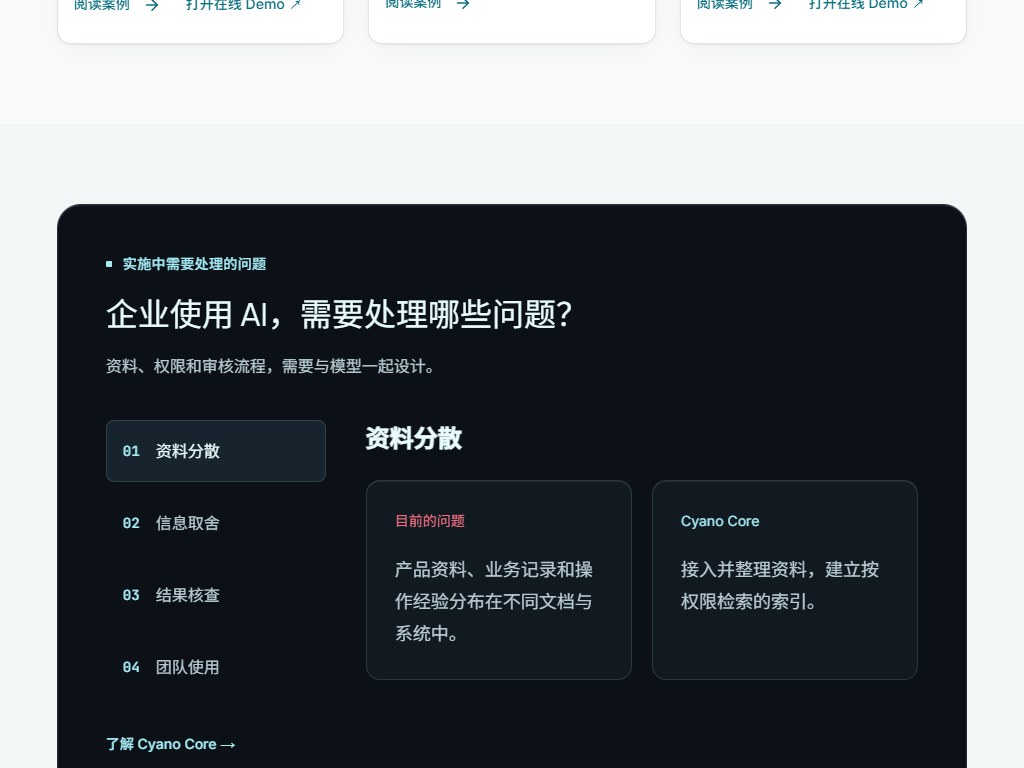 阅读案例 → 打开在线 Demo ↗
阅读案例 →
阅读案例 → 打开在线 Demo ↗
实施中需要处理的问题
企业使用 AI，需要处理哪些问题？
资料、权限和审核流程，需要与模型一起设计。
01 资料分散
02 信息取舍
03 结果核查
04 团队使用
资料分散
目前的问题
产品资料、业务记录和操
作经验分布在不同文档与
系统中。
Cyano Core
接入并整理资料，建立按
权限检索的索引。
了解 Cyano Core →